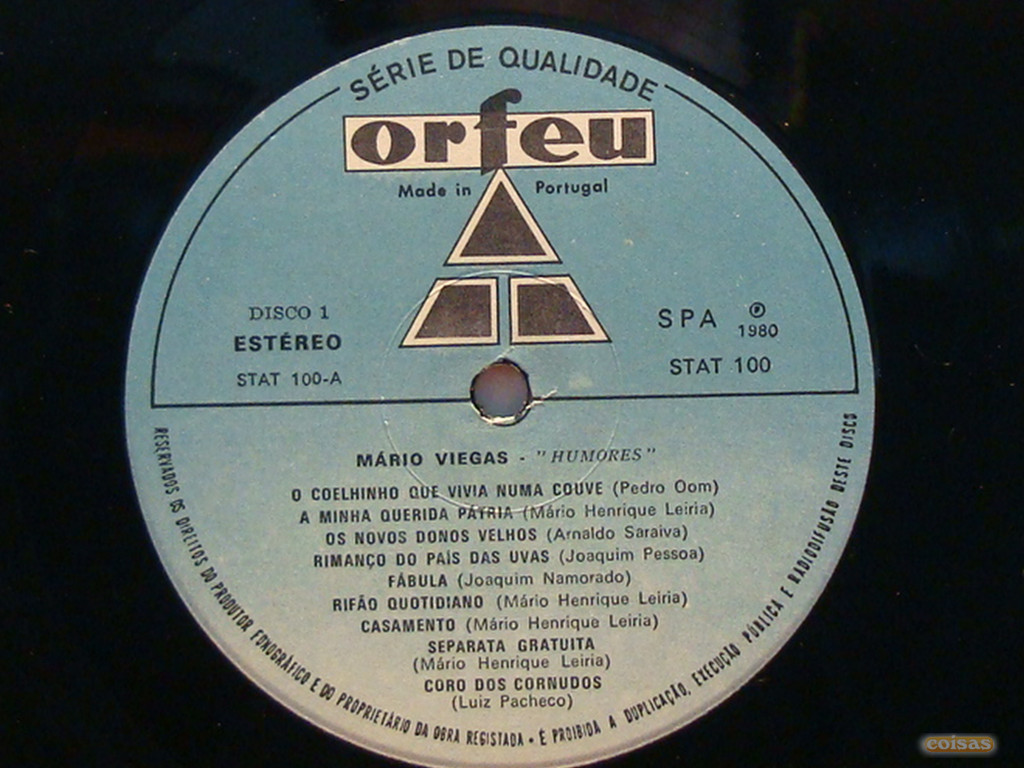 SÉRIE DE QUALIDADE
orfeu
Made in Portugal
DISCO 1
ESTÉREO
STAT 100-A
SPA ℗ 1980
STAT 100
MÁRIO VIEGAS - "HUMORES"
O COELHINHO QUE VIVIA NUMA COUVE (Pedro Oom)
A MINHA QUERIDA PÁTRIA (Mário Henrique Leiria)
OS NOVOS DONOS VELHOS (Arnaldo Saraiva)
RIMANÇO DO PAÍS DAS UVAS (Joaquim Pessoa)
FÁBULA (Joaquim Namorado)
RIFÃO QUOTIDIANO (Mário Henrique Leiria)
CASAMENTO (Mário Henrique Leiria)
SEPARATA GRATUITA
(Mário Henrique Leiria)
CORO DOS CORNUDOS
(Luiz Pacheco)
RESERVADOS OS DIREITOS DO PRODUTOR FONOGRÁFICO E DO PROPRIETÁRIO DA OBRA REGISTADA • É PROIBIDA A DUPLICAÇÃO, EXECUÇÃO PÚBLICA E RADIODIFUSÃO DESTE DISCO
coisas